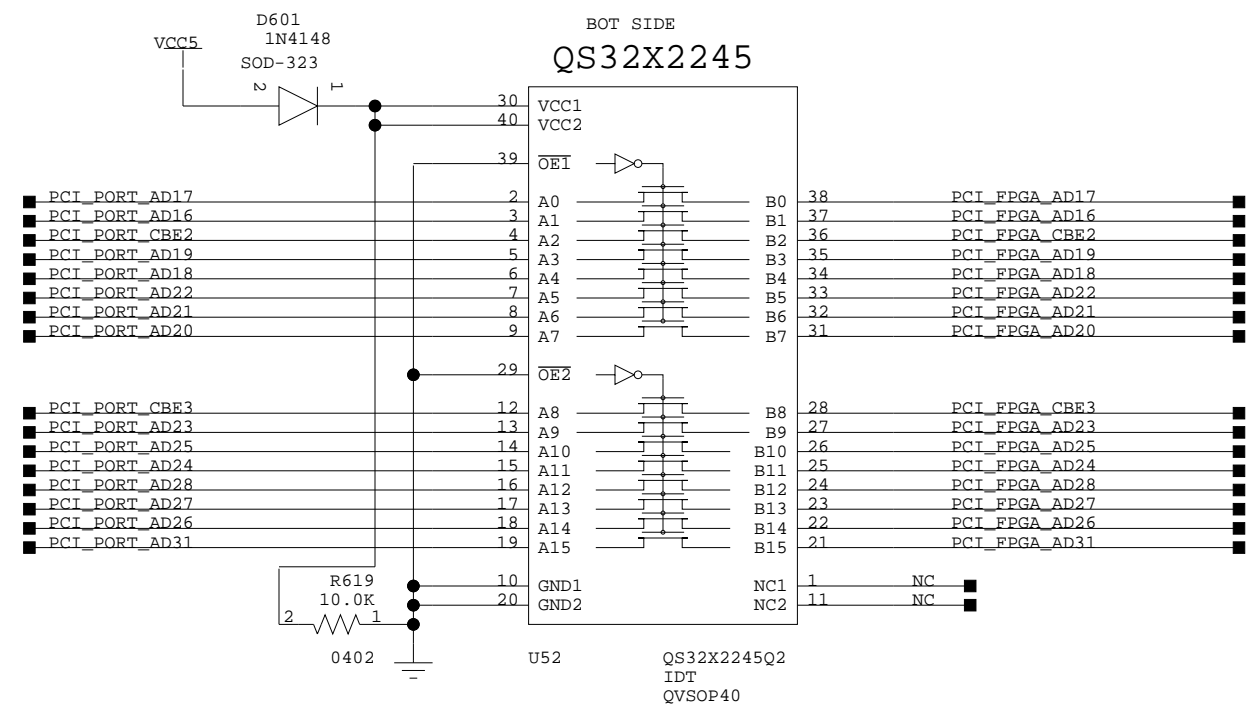 D601
1N4148
SOD-323
VCC5
2 1
BOT SIDE
QS32X2245
30 VCC1
40 VCC2
39 OE1
PCI_PORT_AD17 2 A0 B0 38 PCI_FPGA_AD17
PCI_PORT_AD16 3 A1 B1 37 PCI_FPGA_AD16
PCI_PORT_CBE2 4 A2 B2 36 PCI_FPGA_CBE2
PCI_PORT_AD19 5 A3 B3 35 PCI_FPGA_AD19
PCI_PORT_AD18 6 A4 B4 34 PCI_FPGA_AD18
PCI_PORT_AD22 7 A5 B5 33 PCI_FPGA_AD22
PCI_PORT_AD21 8 A6 B6 32 PCI_FPGA_AD21
PCI_PORT_AD20 9 A7 B7 31 PCI_FPGA_AD20
29 OE2
PCI_PORT_CBE3 12 A8 B8 28 PCI_FPGA_CBE3
PCI_PORT_AD23 13 A9 B9 27 PCI_FPGA_AD23
PCI_PORT_AD25 14 A10 B10 26 PCI_FPGA_AD25
PCI_PORT_AD24 15 A11 B11 25 PCI_FPGA_AD24
PCI_PORT_AD28 16 A12 B12 24 PCI_FPGA_AD28
PCI_PORT_AD27 17 A13 B13 23 PCI_FPGA_AD27
PCI_PORT_AD26 18 A14 B14 22 PCI_FPGA_AD26
PCI_PORT_AD31 19 A15 B15 21 PCI_FPGA_AD31
10 GND1 NC1 1 NC
20 GND2 NC2 11 NC
R619
10.0K
2 1
0402
U52
QS32X2245Q2
IDT
QVSOP40